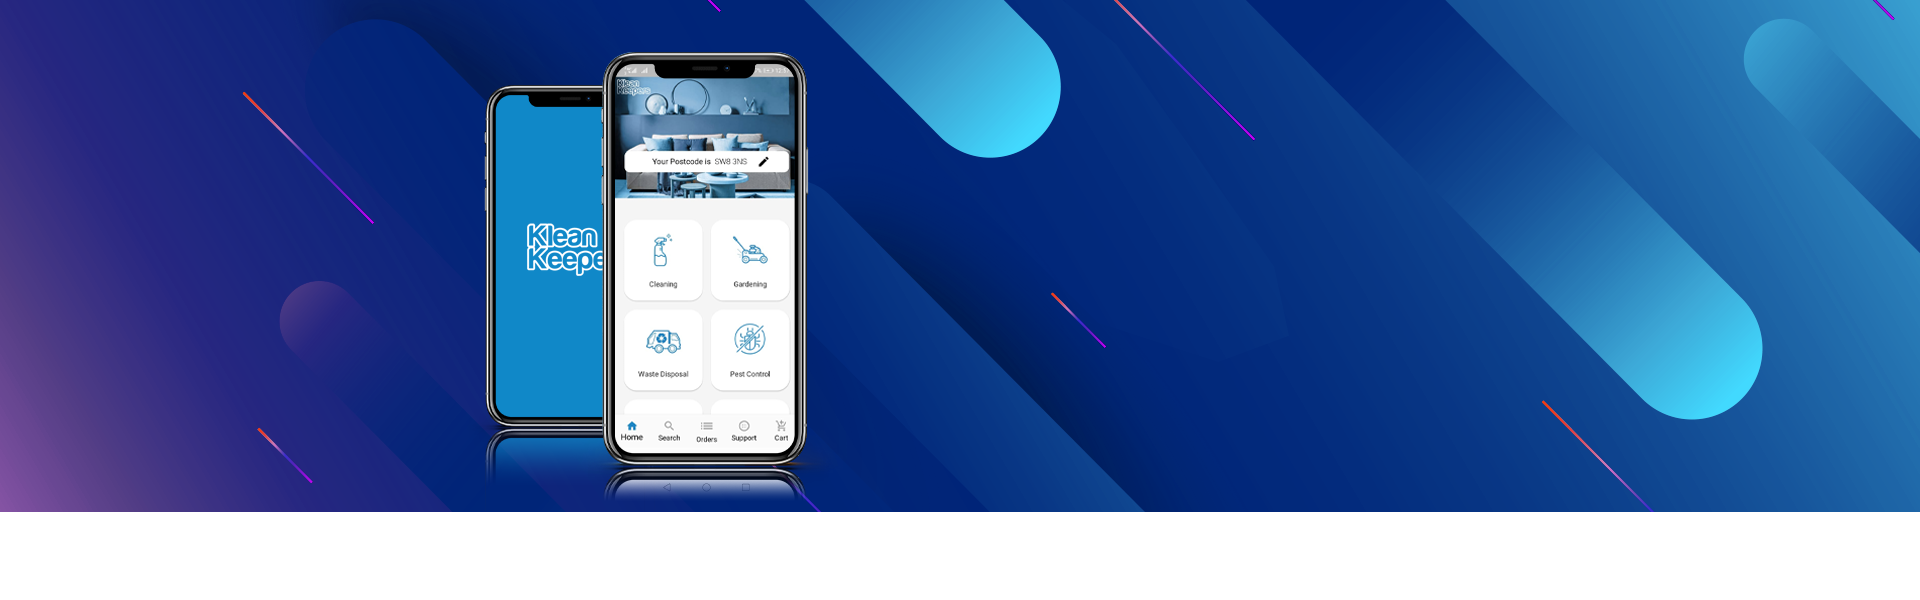 Klean
Keepe
Klean
Keepers
Your Postcode is SW8 3NS
Cleaning
Gardening
Waste Disposal
Pest Control
Home
Search
Orders
Support
Cart